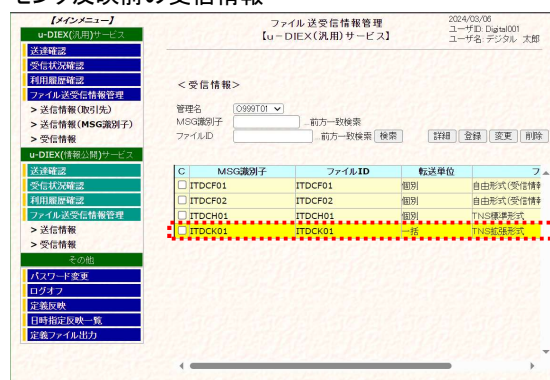 センタ反映前の受信情報
【メインメニュー】
u-DIEX(汎用)サービス
送達確認
受信状況確認
利用履歴確認
ファイル送受信情報管理
> 送信情報(取引先)
> 送信情報(MSG識別子)
> 受信情報
u-DIEX(情報公開)サービス
送達確認
受信状況確認
利用履歴確認
ファイル送受信情報管理
> 送信情報
> 受信情報
その他
パスワード変更
ログオフ
定義反映
日時指定反映一覧
定義ファイル出力
ファイル送受信情報管理
【u－DIEX(汎用)サービス】
2024/03/06
ユーザID: Digital001
ユーザ名: デジタル 太郎
＜受信情報＞
管理名 O999T01
MSG識別子 ...前方一致検索
ファイルID ...前方一致検索 検索 詳細 登録 変更 削除
C MSG識別子 ファイルID 転送単位 フ
ITDCF01 ITDCF01 個別 自由形式(受信情報
ITDCF02 ITDCF02 個別 自由形式(受信情報
ITDCH01 ITDCH01 個別 TNS標準形式
ITDCK01 ITDCK01 一括 TNS拡張形式